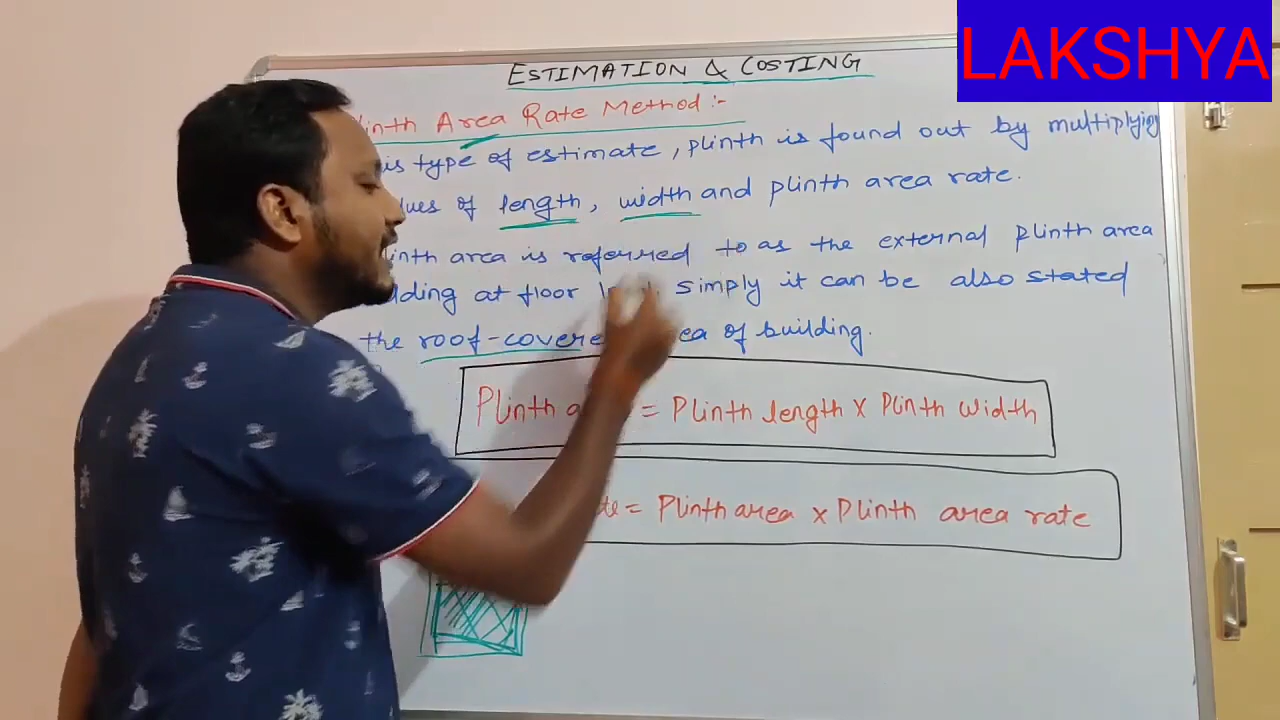 LAKSHYA
ESTIMATION & COSTING
Area Rate Method:-
type of estimate, plinth is found out by multiplying
of length, width and plinth area rate.
area is referred to as the external plinth area
at floor simply it can be also stated
the roof-covered of building.
Plinth = Plinth length X Plinth width
= Plinth area x Plinth area rate